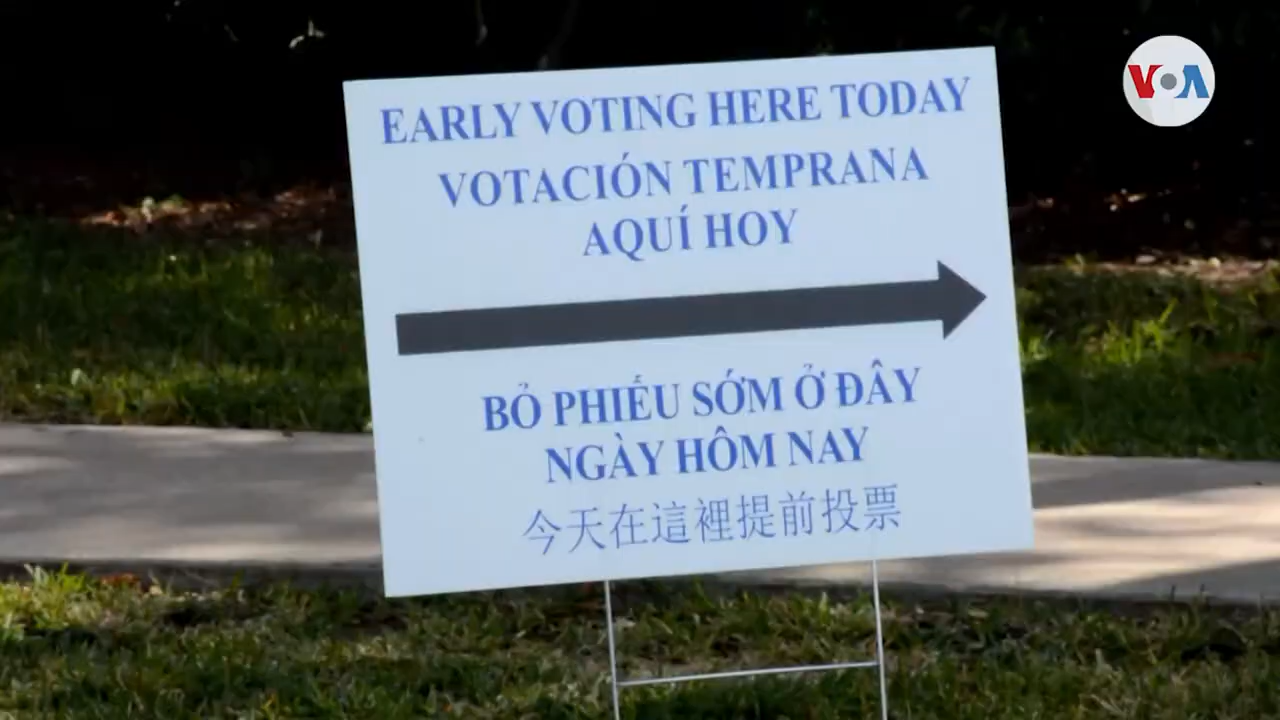 VOA
EARLY VOTING HERE TODAY
VOTACIÓN TEMPRANA
AQUÍ HOY
BỎ PHIẾU SỚM Ở ĐÂY
NGÀY HÔM NAY
今天在這裡提前投票